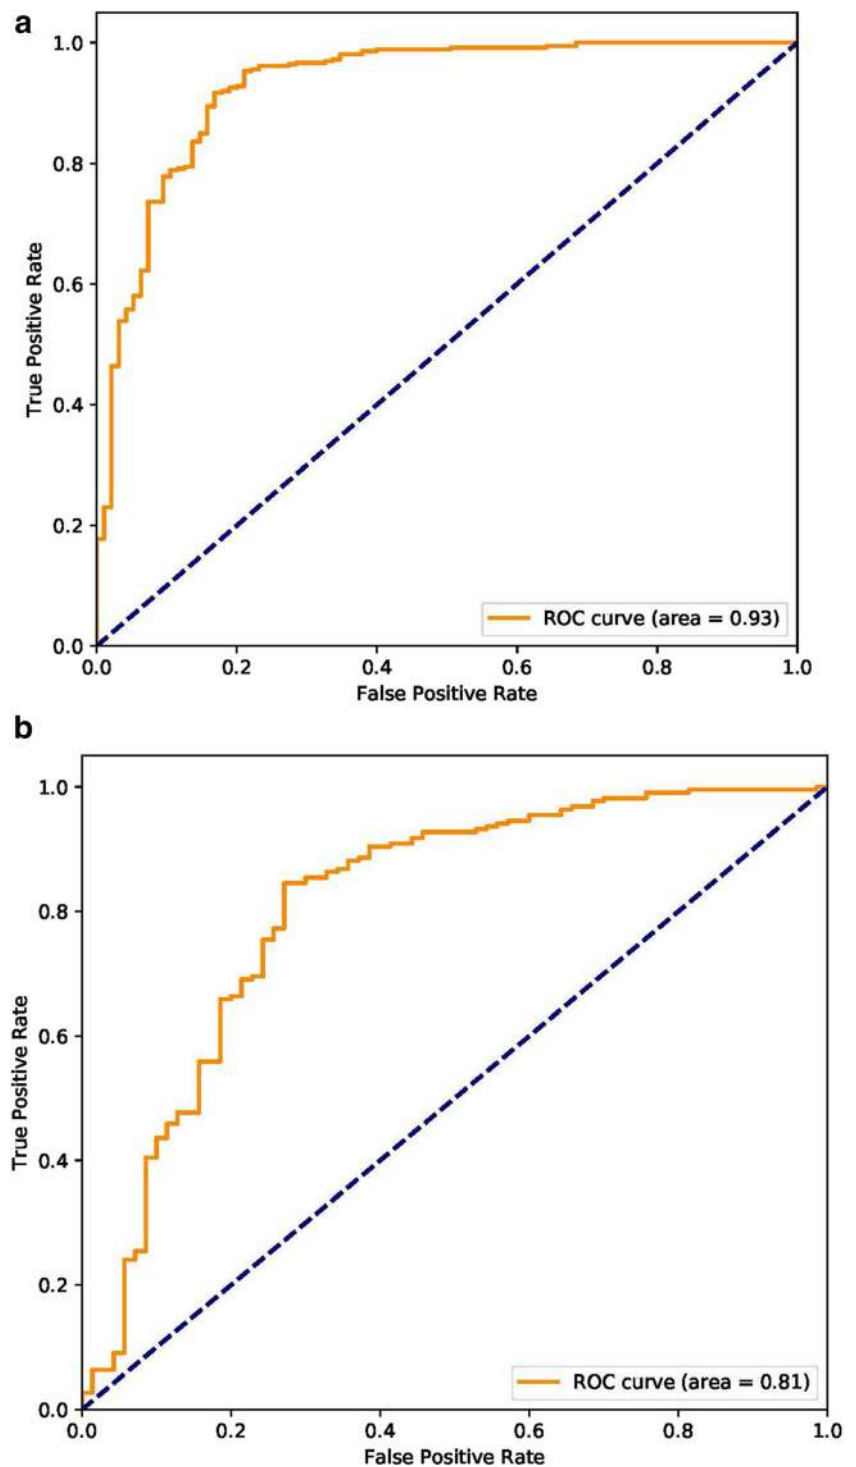 a
1.0
0.8
0.6
0.4
0.2
0.0
True Positive Rate
ROC curve (area = 0.93)
0.0 0.2 0.4 0.6 0.8 1.0
False Positive Rate
b
1.0
0.8
0.6
0.4
0.2
0.0
True Positive Rate
ROC curve (area = 0.81)
0.0 0.2 0.4 0.6 0.8 1.0
False Positive Rate